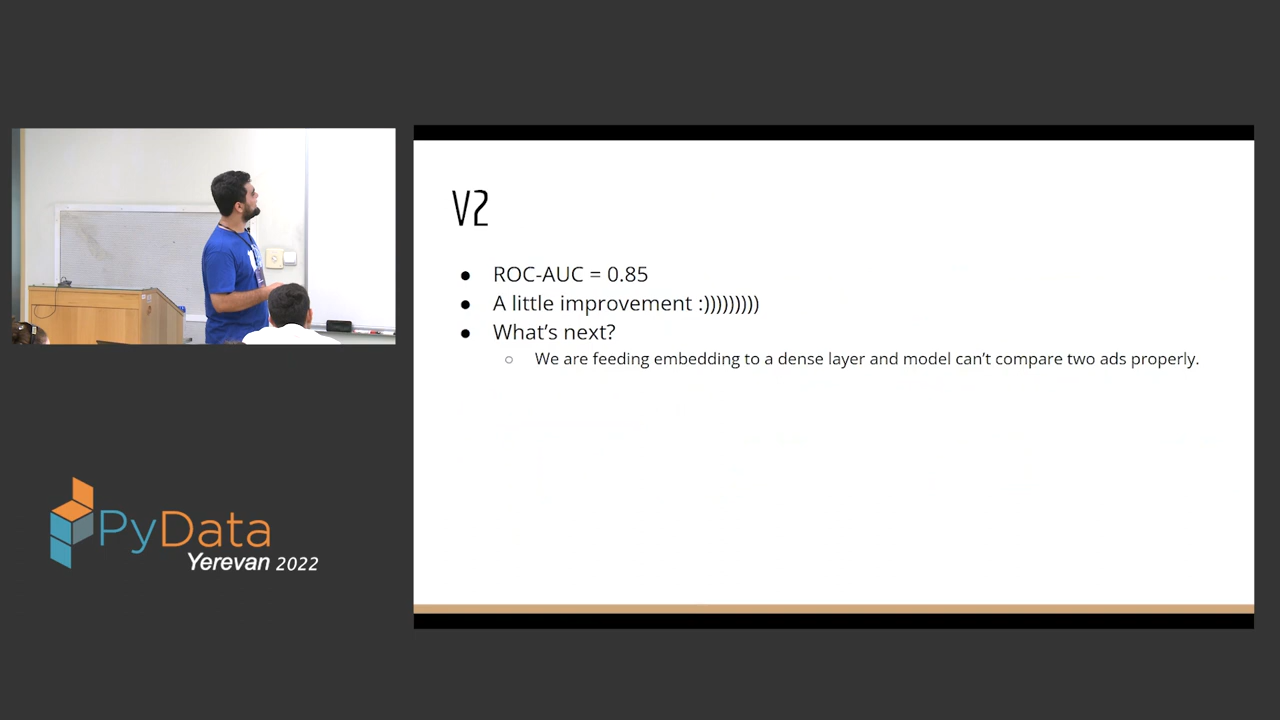 V2
● ROC-AUC = 0.85
● A little improvement :)))))))))
● What's next?
○ We are feeding embedding to a dense layer and model can't compare two ads properly.
PyData
Yerevan 2022